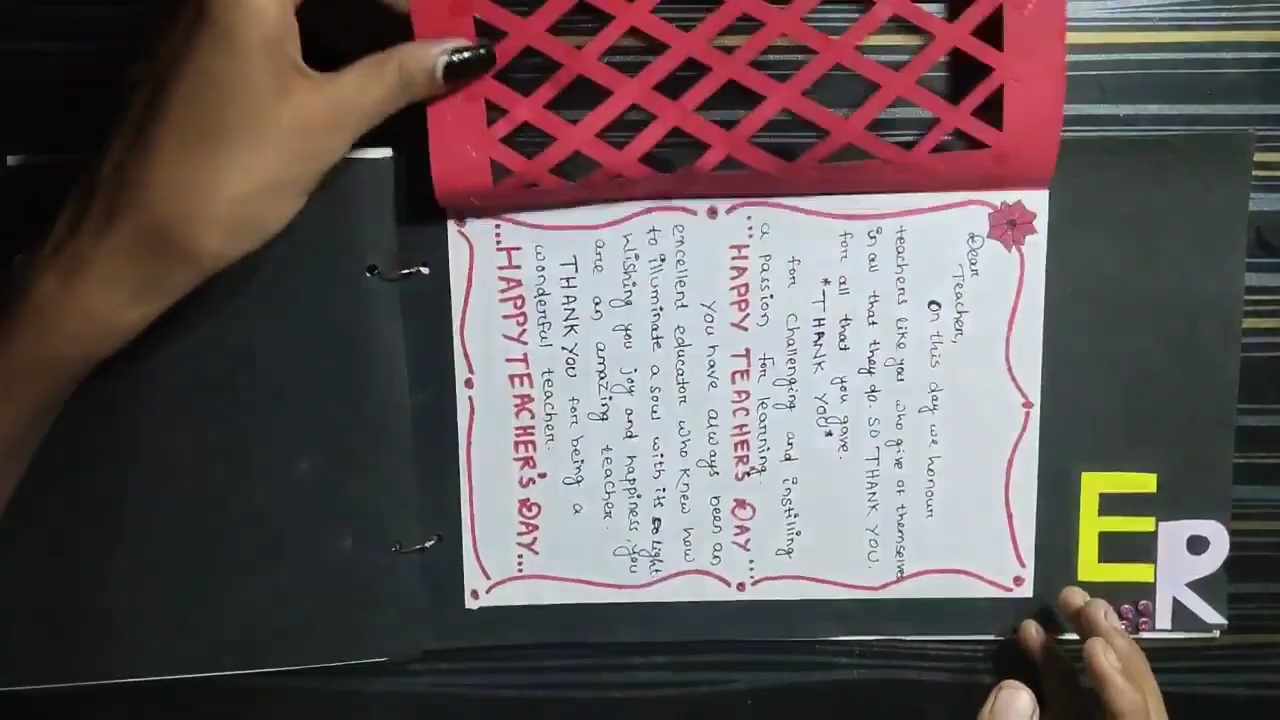 Dear
Teacher,
On this day we honour
teachers like you who give of themselves
in all that they do. SO THANK YOU.
for all that you gave.
*THANK YOU*
for challenging and instilling
a passion for learning.
...HAPPY TEACHER'S DAY...
You have always been an
encellent educator who knew how
to illuminate a soul with its light.
Wishing you joy and happiness, you
are an amazing teacher.
THANK YOU for being a
wonderful teacher.
...HAPPY TEACHER'S DAY...
ER